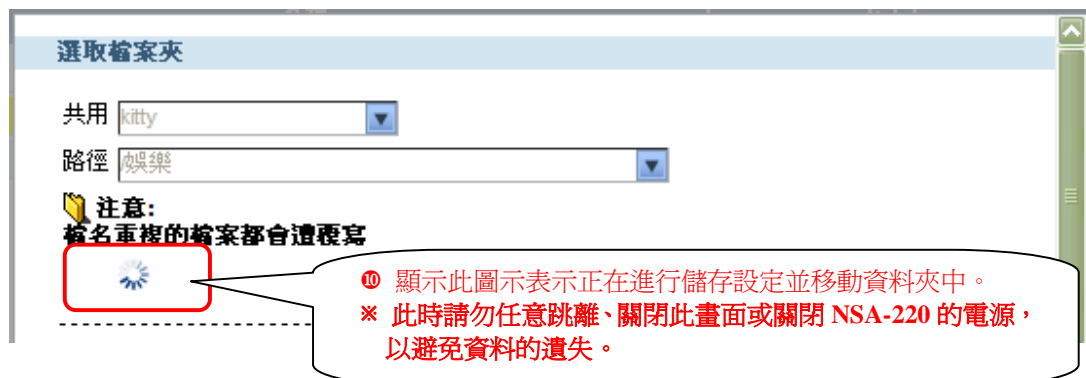 選取檔案夾
共用 kitty
路徑 /娛樂
注意:
檔名重複的檔案都會遭覆寫
❿ 顯示此圖示表示正在進行儲存設定並移動資料夾中。
※ 此時請勿任意跳離、關閉此畫面或關閉 NSA-220 的電源，
以避免資料的遺失。